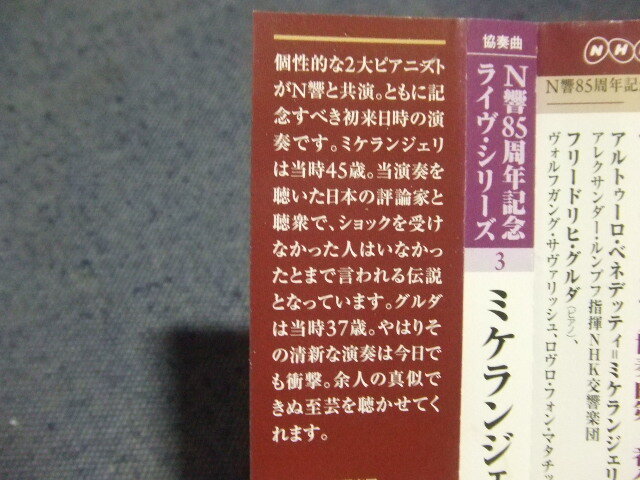 個性的な2大ピアニスト
がN響と共演。ともに記
念すべき初来日時の演
奏です。ミケランジェリ
は当時45歳。当演奏を
聴いた日本の評論家と
聴衆で、ショックを受け
なかった人はいなかっ
たとまで言われる伝説
となっています。グルダ
は当時37歳。やはりそ
の清新な演奏は今日で
も衝撃。余人の真似で
きぬ至芸を聴かせてく
れます。
協奏曲
N響85周年記念
ライヴ・シリーズ
3
ミケランジェ
NH
N響85周年記念
アルトゥーロ・ベネデッティ=ミケランジェリ
アレクサンダー・ルンプフ指揮NHK交響楽団
フリードリヒ・グルダ(ピアノ)、
ヴォルフガング・サヴァリッシュ、ロヴロ・フォン・マタチッ